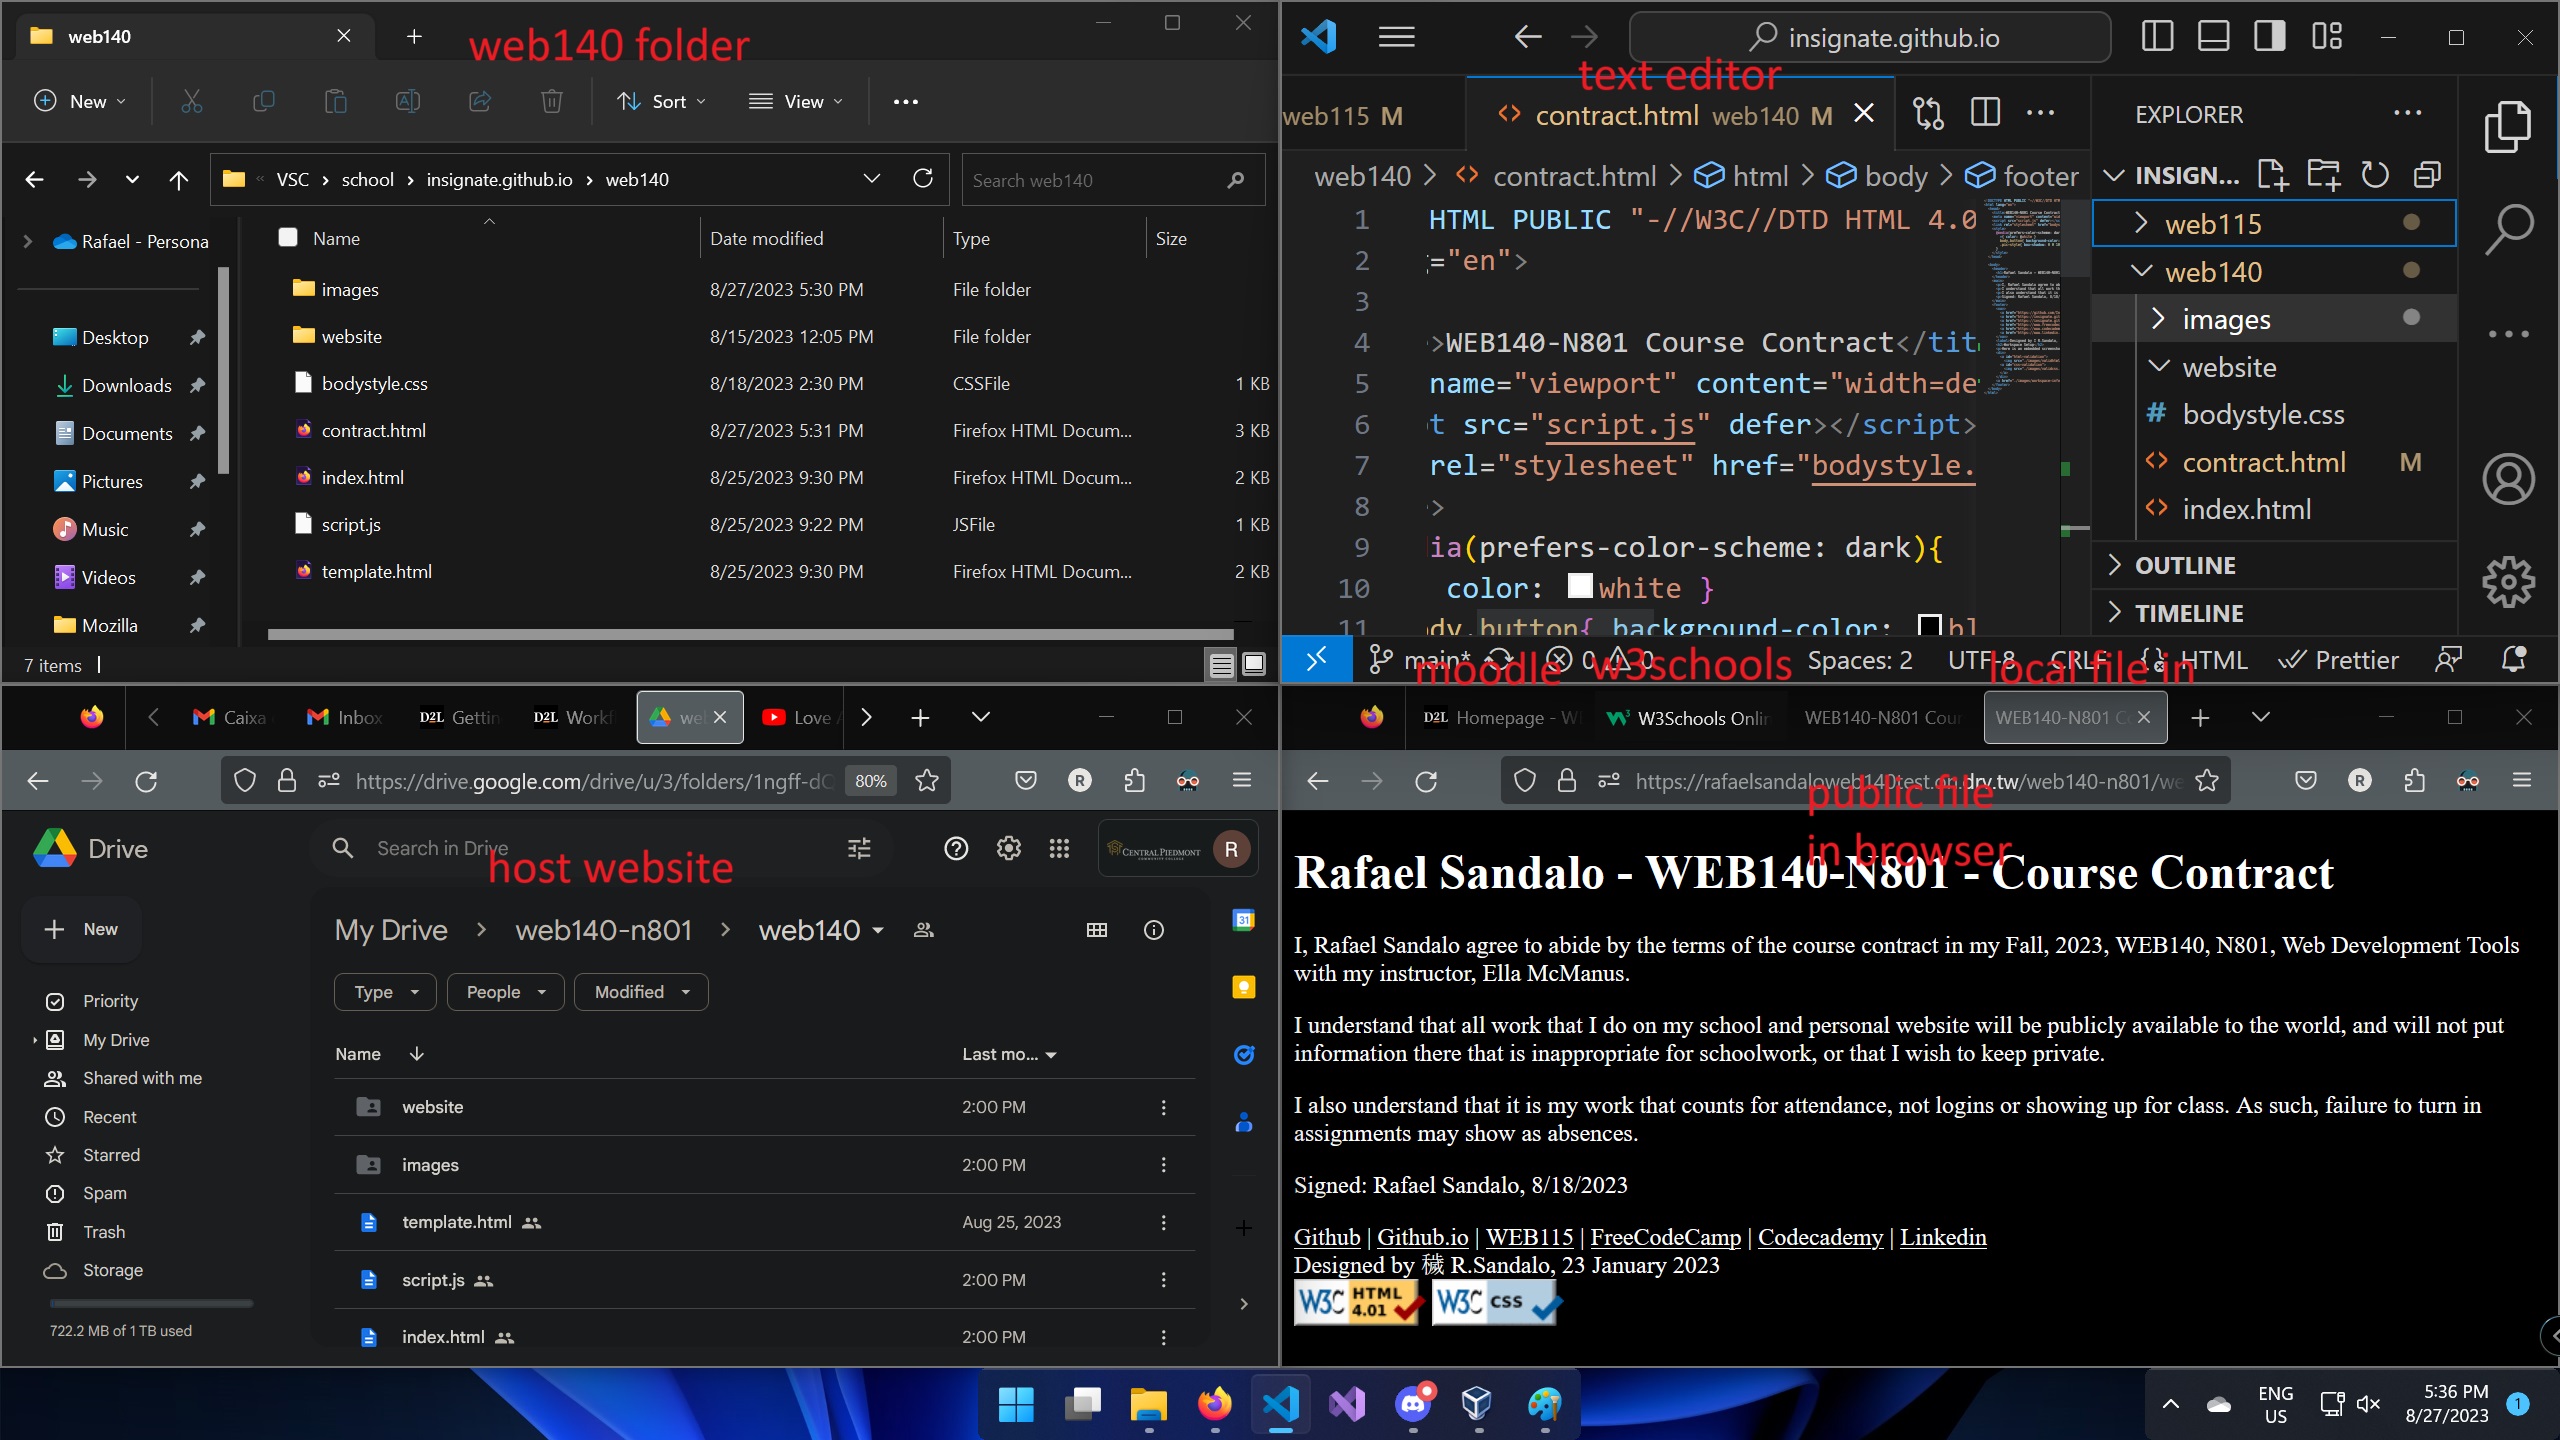 web140
web140 folder
New
Sort
View
VSC › school › insignate.github.io › web140
Search web140
Rafael - Persona
Desktop
Downloads
Documents
Pictures
Music
Videos
Mozilla
Name Date modified Type Size
images 8/27/2023 5:30 PM File folder
website 8/15/2023 12:05 PM File folder
bodystyle.css 8/18/2023 2:30 PM CSSFile 1 KB
contract.html 8/27/2023 5:31 PM Firefox HTML Docum... 3 KB
index.html 8/25/2023 9:30 PM Firefox HTML Docum... 2 KB
script.js 8/25/2023 9:22 PM JSFile 1 KB
template.html 8/25/2023 9:30 PM Firefox HTML Docum... 2 KB
7 items
insignate.github.io
text editor
web115 M
contract.html web140 M
web140 > contract.html > html > body > footer
1 HTML PUBLIC "-//W3C//DTD HTML 4.0
2 ="en">
3
4 >WEB140-N801 Course Contract</tit
5 name="viewport" content="width=de
6 t src="script.js" defer></script>
7 rel="stylesheet" href="bodystyle.
8 >
9 ia(prefers-color-scheme: dark){
10 color: white }
11 dy.button{ background-color: bl
EXPLORER
INSIGN...
web115
web140
images
website
bodystyle.css
contract.html M
index.html
OUTLINE
TIMELINE
main* 0 0 Spaces: 2 UTF-8 CRLF HTML Prettier
moodle w3schools local file in
Caixa
Inbox
D2L Gettin
D2L Workf
we
Love
https://drive.google.com/drive/u/3/folders/1ngff-dQ
80%
Drive
Search in Drive
CENTRAL PIEDMONT
R
host website
New
Priority
My Drive
Shared with me
Recent
Starred
Spam
Trash
Storage
722.2 MB of 1 TB used
My Drive > web140-n801 > web140
Type
People
Modified
Name Last mo...
website 2:00 PM
images 2:00 PM
template.html Aug 25, 2023
script.js 2:00 PM
index.html 2:00 PM
31
D2L Homepage - W
W3Schools Onlin
WEB140-N801 Cour
WEB140-N801 C
https://rafaelsandaloweb140test.on.drv.tw/web140-n801/we
public file
in browser
Rafael Sandalo - WEB140-N801 - Course Contract
I, Rafael Sandalo agree to abide by the terms of the course contract in my Fall, 2023, WEB140, N801, Web Development Tools
with my instructor, Ella McManus.
I understand that all work that I do on my school and personal website will be publicly available to the world, and will not put
information there that is inappropriate for schoolwork, or that I wish to keep private.
I also understand that it is my work that counts for attendance, not logins or showing up for class. As such, failure to turn in
assignments may show as absences.
Signed: Rafael Sandalo, 8/18/2023
Github | Github.io | WEB115 | FreeCodeCamp | Codecademy | Linkedin
Designed by 穢 R.Sandalo, 23 January 2023
W3C HTML 4.01
W3C CSS
ENG
US
5:36 PM
8/27/2023
1